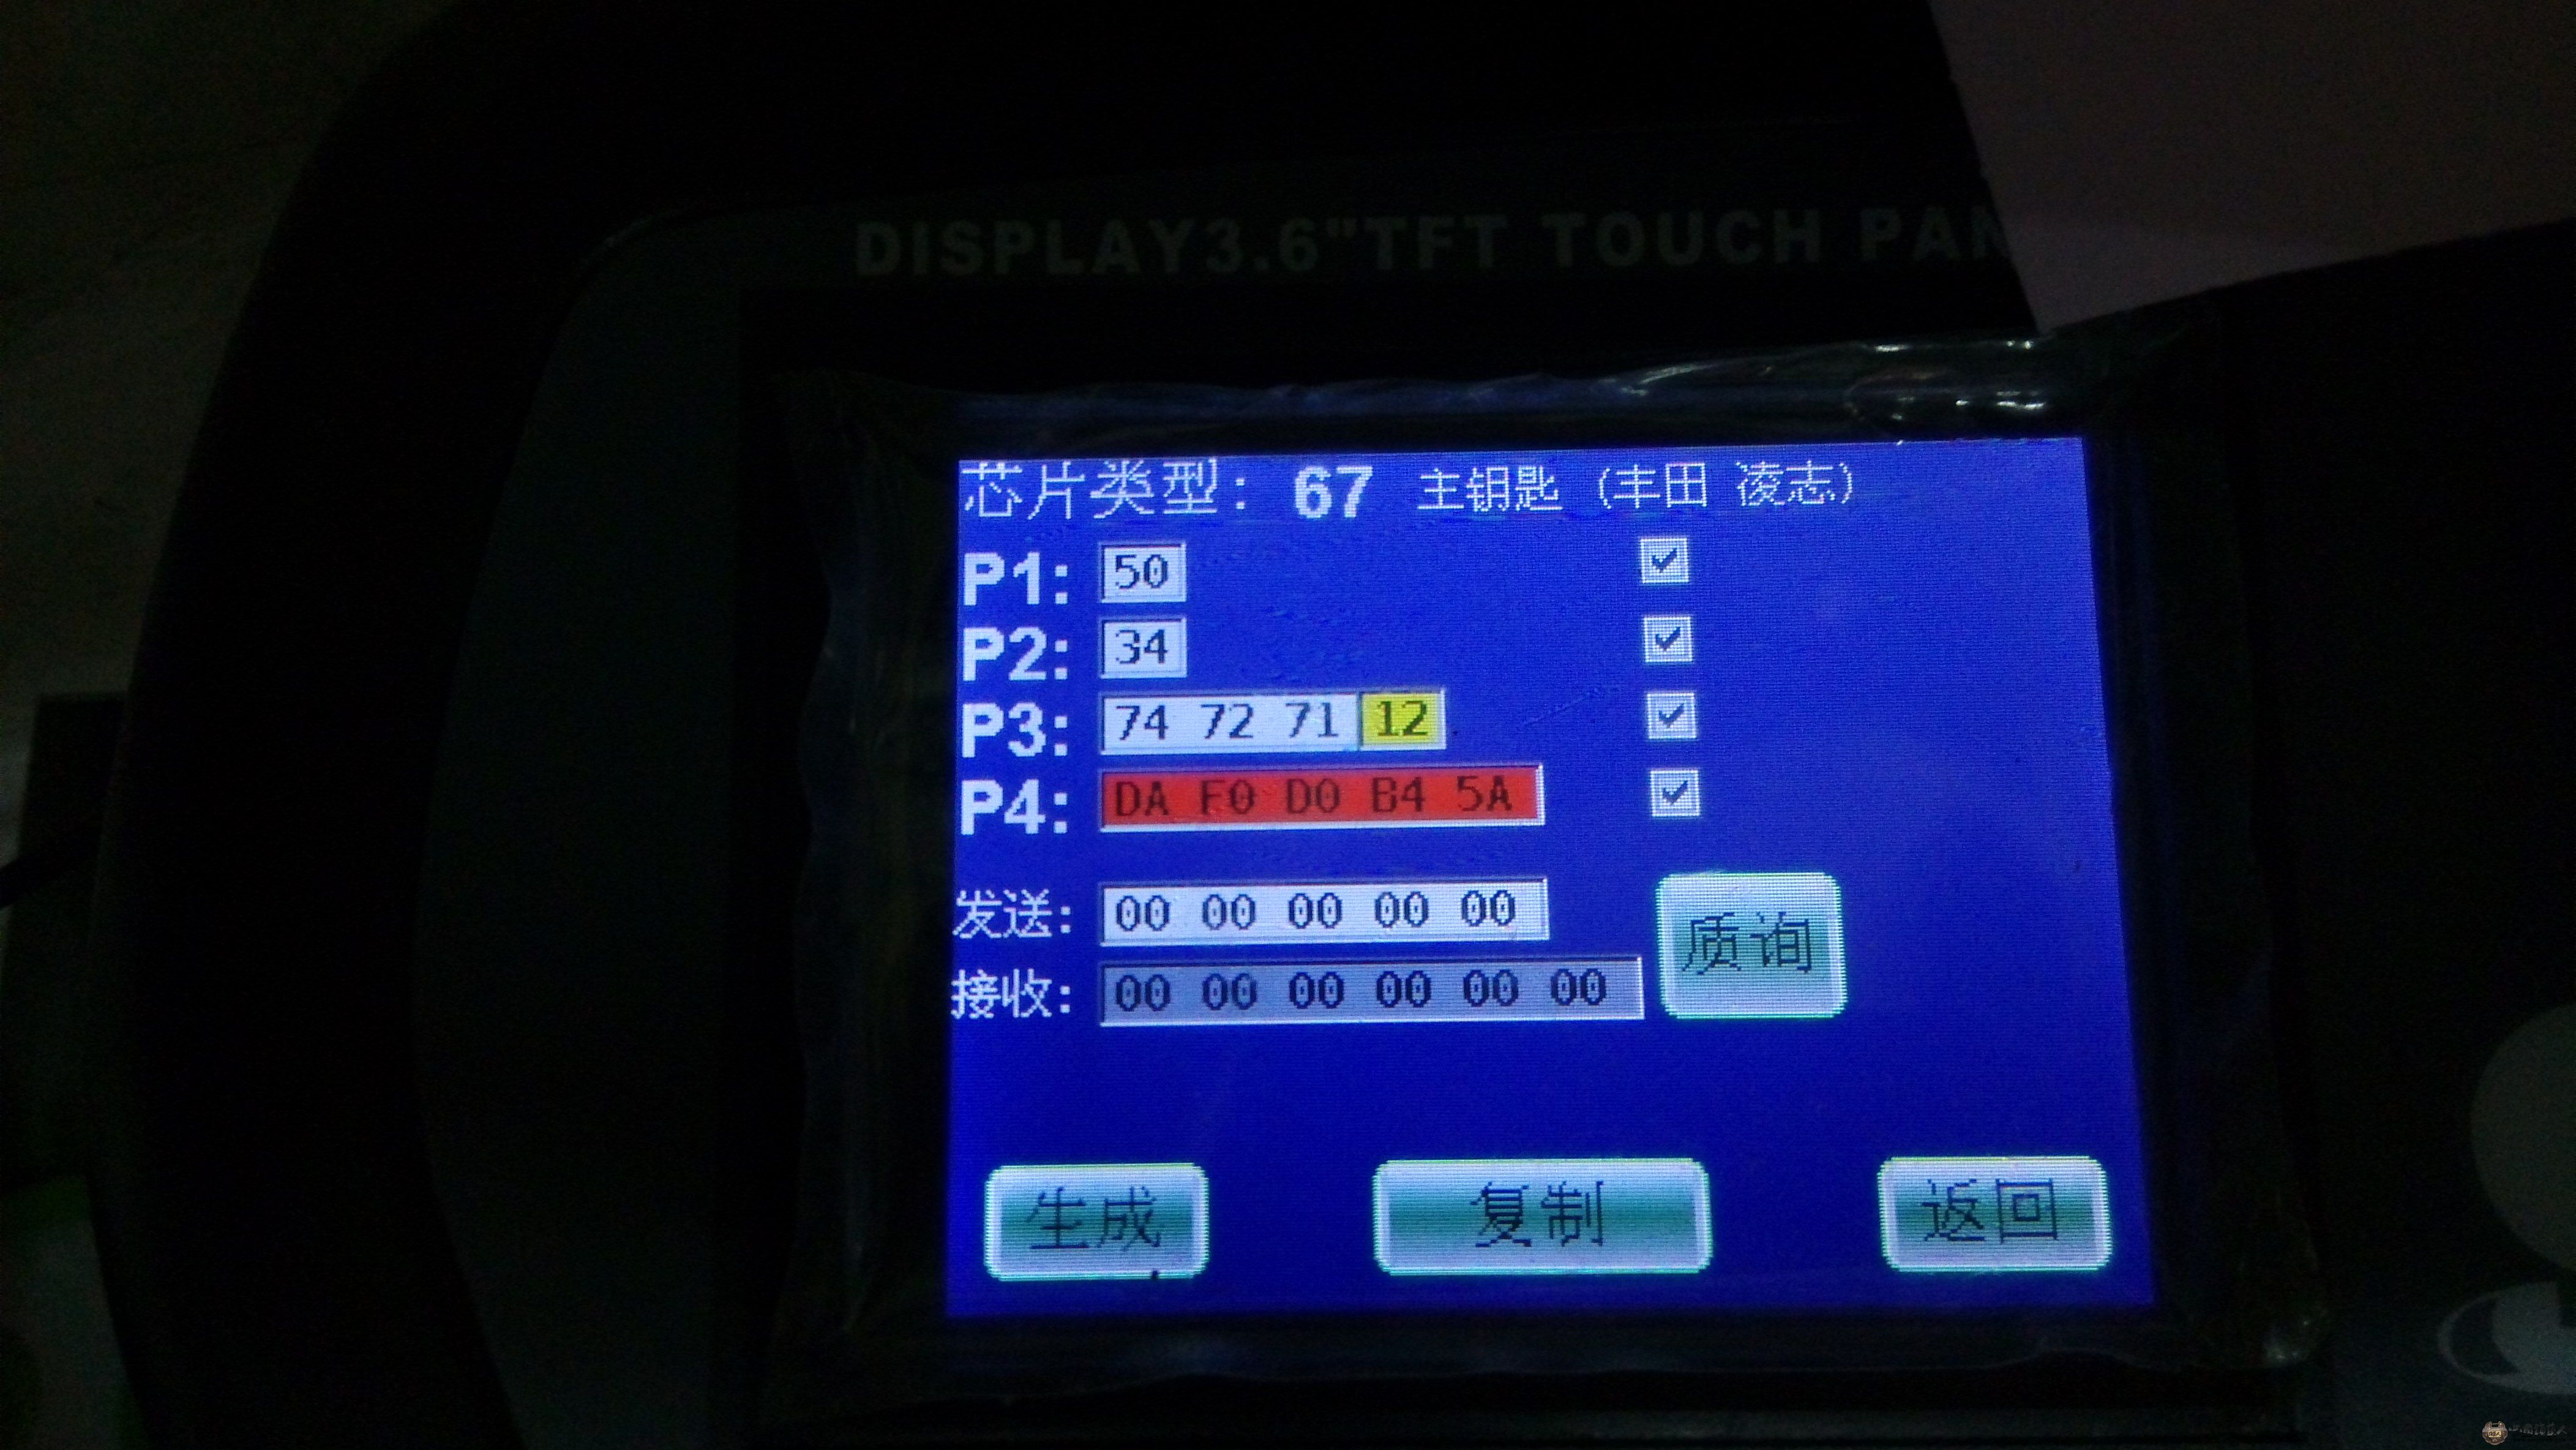 DISPLAY3.6"TFT TOUCH PAN
芯片类型: 67 主钥匙 (丰田 凌志)
P1: 50
P2: 34
P3: 74 72 71 12
P4: DA F0 D0 B4 5A
发送: 00 00 00 00 00
质询
接收: 00 00 00 00 00 00
生成 复制 返回